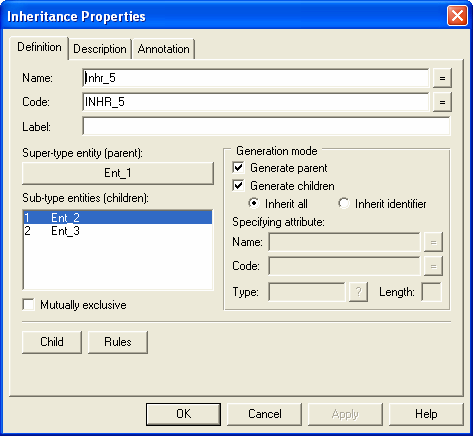 Inheritance Properties
Definition
Description
Annotation
Name:
Inhr_5
=
Code:
INHR_5
=
Label:
Super-type entity (parent):
Ent_1
Sub-type entities (children):
1 Ent_2
2 Ent_3
Mutually exclusive
Generation mode
Generate parent
Generate children
Inherit all
Inherit identifier
Specifying attribute:
Name:
=
Code:
=
Type:
?
Length:
Child
Rules
OK
Cancel
Apply
Help